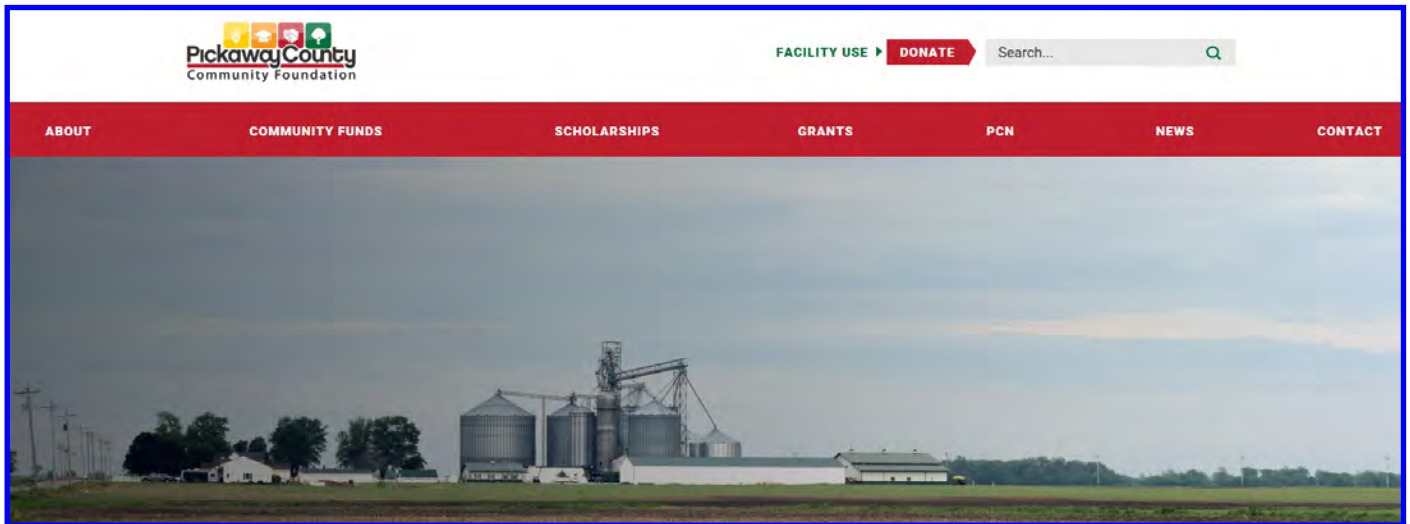 PickawayCounty
Community Foundation
FACILITY USE
DONATE
Search...
ABOUT
COMMUNITY FUNDS
SCHOLARSHIPS
GRANTS
PCN
NEWS
CONTACT